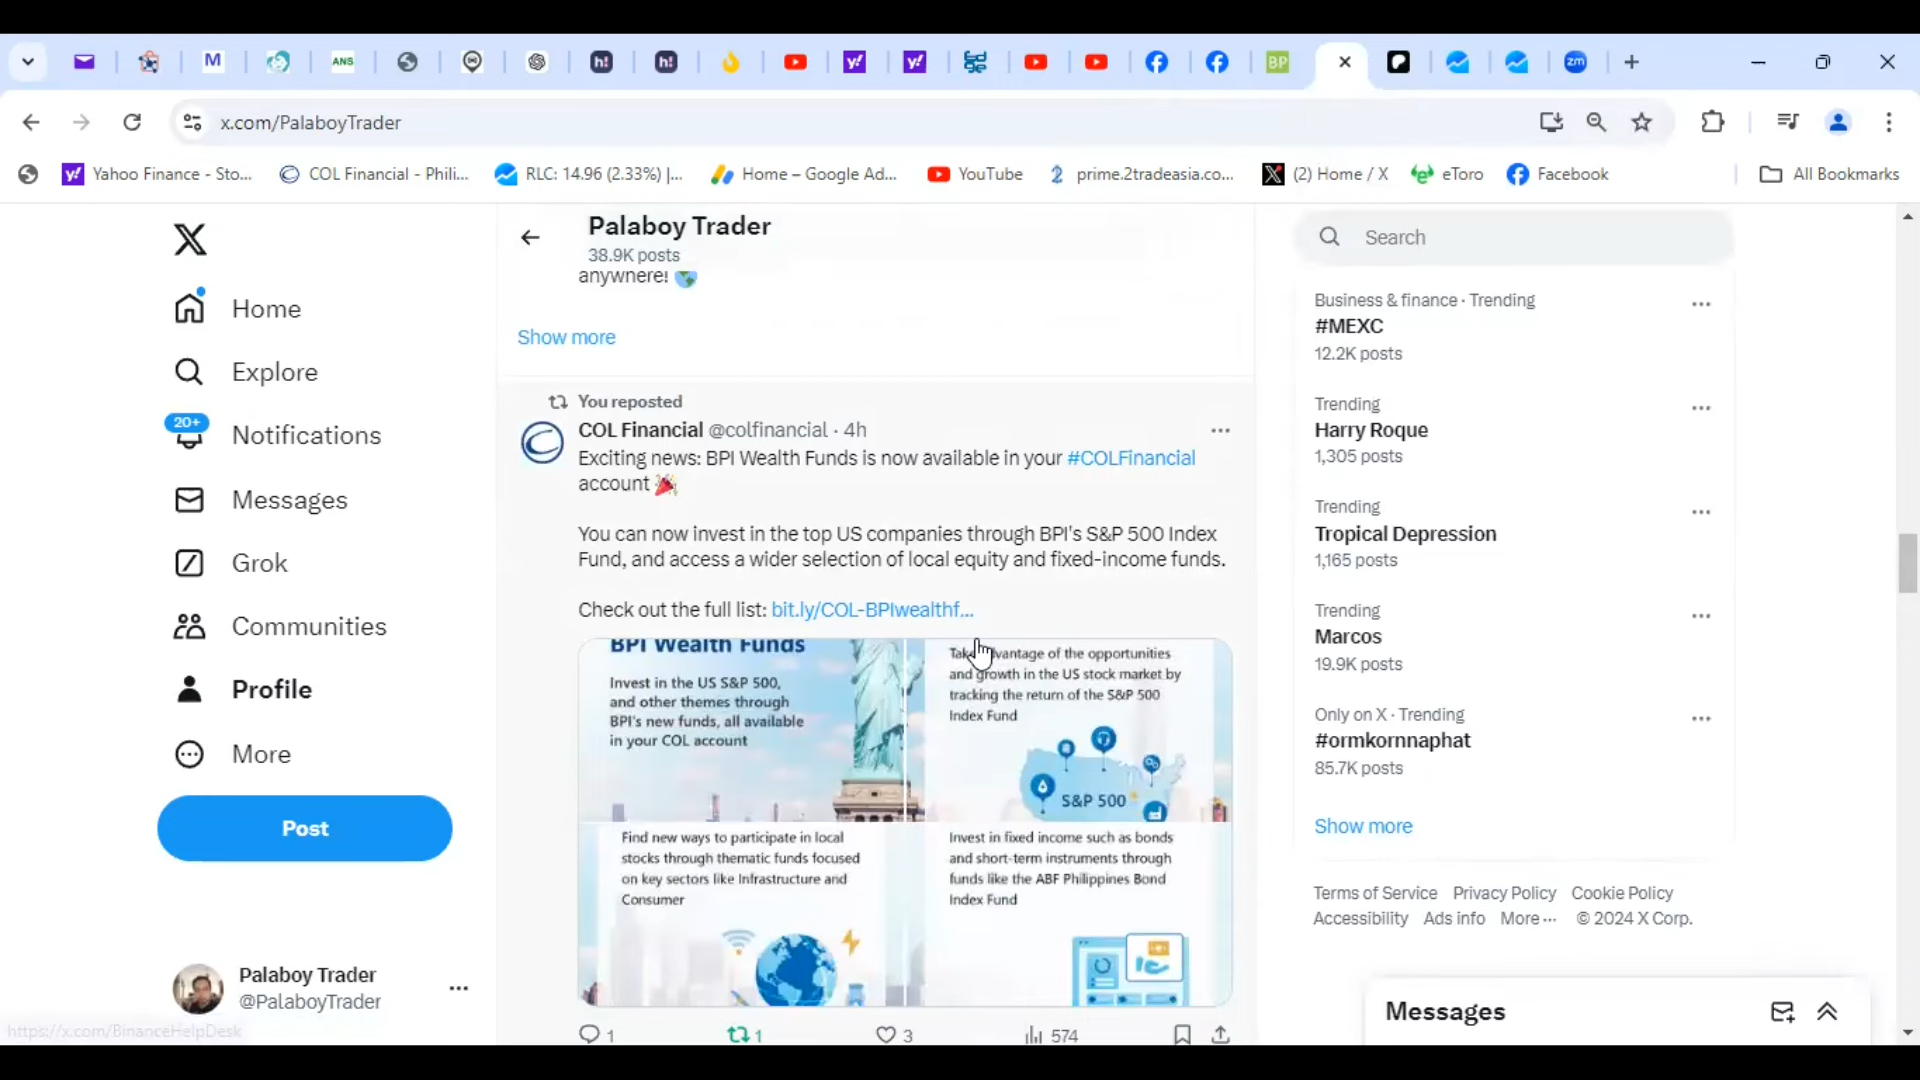 M
ANS
h!
h!
y!
y!
BP
zm
x.com/PalaboyTrader
y! Yahoo Finance - Sto...
COL Financial - Phili...
RLC: 14.96 (2.33%) |...
Home – Google Ad...
YouTube
2 prime.2tradeasia.co...
(2) Home / X
eToro
Facebook
All Bookmarks
Home
Explore
20+
Notifications
Messages
Grok
Communities
Profile
More
Post
Palaboy Trader
@PalaboyTrader
https://x.com/BinanceHelpDesk
Palaboy Trader
38.9K posts
anywhere!
Show more
You reposted
COL Financial @colfinancial · 4h
Exciting news: BPI Wealth Funds is now available in your #COLFinancial
account
You can now invest in the top US companies through BPI's S&P 500 Index
Fund, and access a wider selection of local equity and fixed-income funds.
Check out the full list: bit.ly/COL-BPIwealthf...
BPI Wealth Funds
Invest in the US S&P 500,
and other themes through
BPI's new funds, all available
in your COL account
Take advantage of the opportunities
and growth in the US stock market by
tracking the return of the S&P 500
Index Fund
S&P 500
Find new ways to participate in local
stocks through thematic funds focused
on key sectors like Infrastructure and
Consumer
Invest in fixed income such as bonds
and short-term instruments through
funds like the ABF Philippines Bond
Index Fund
1
1
3
574
Search
Business & finance · Trending
#MEXC
12.2K posts
Trending
Harry Roque
1,305 posts
Trending
Tropical Depression
1,165 posts
Trending
Marcos
19.9K posts
Only on X · Trending
#ormkornnaphat
85.7K posts
Show more
Terms of Service Privacy Policy Cookie Policy
Accessibility Ads info More ··· © 2024 X Corp.
Messages